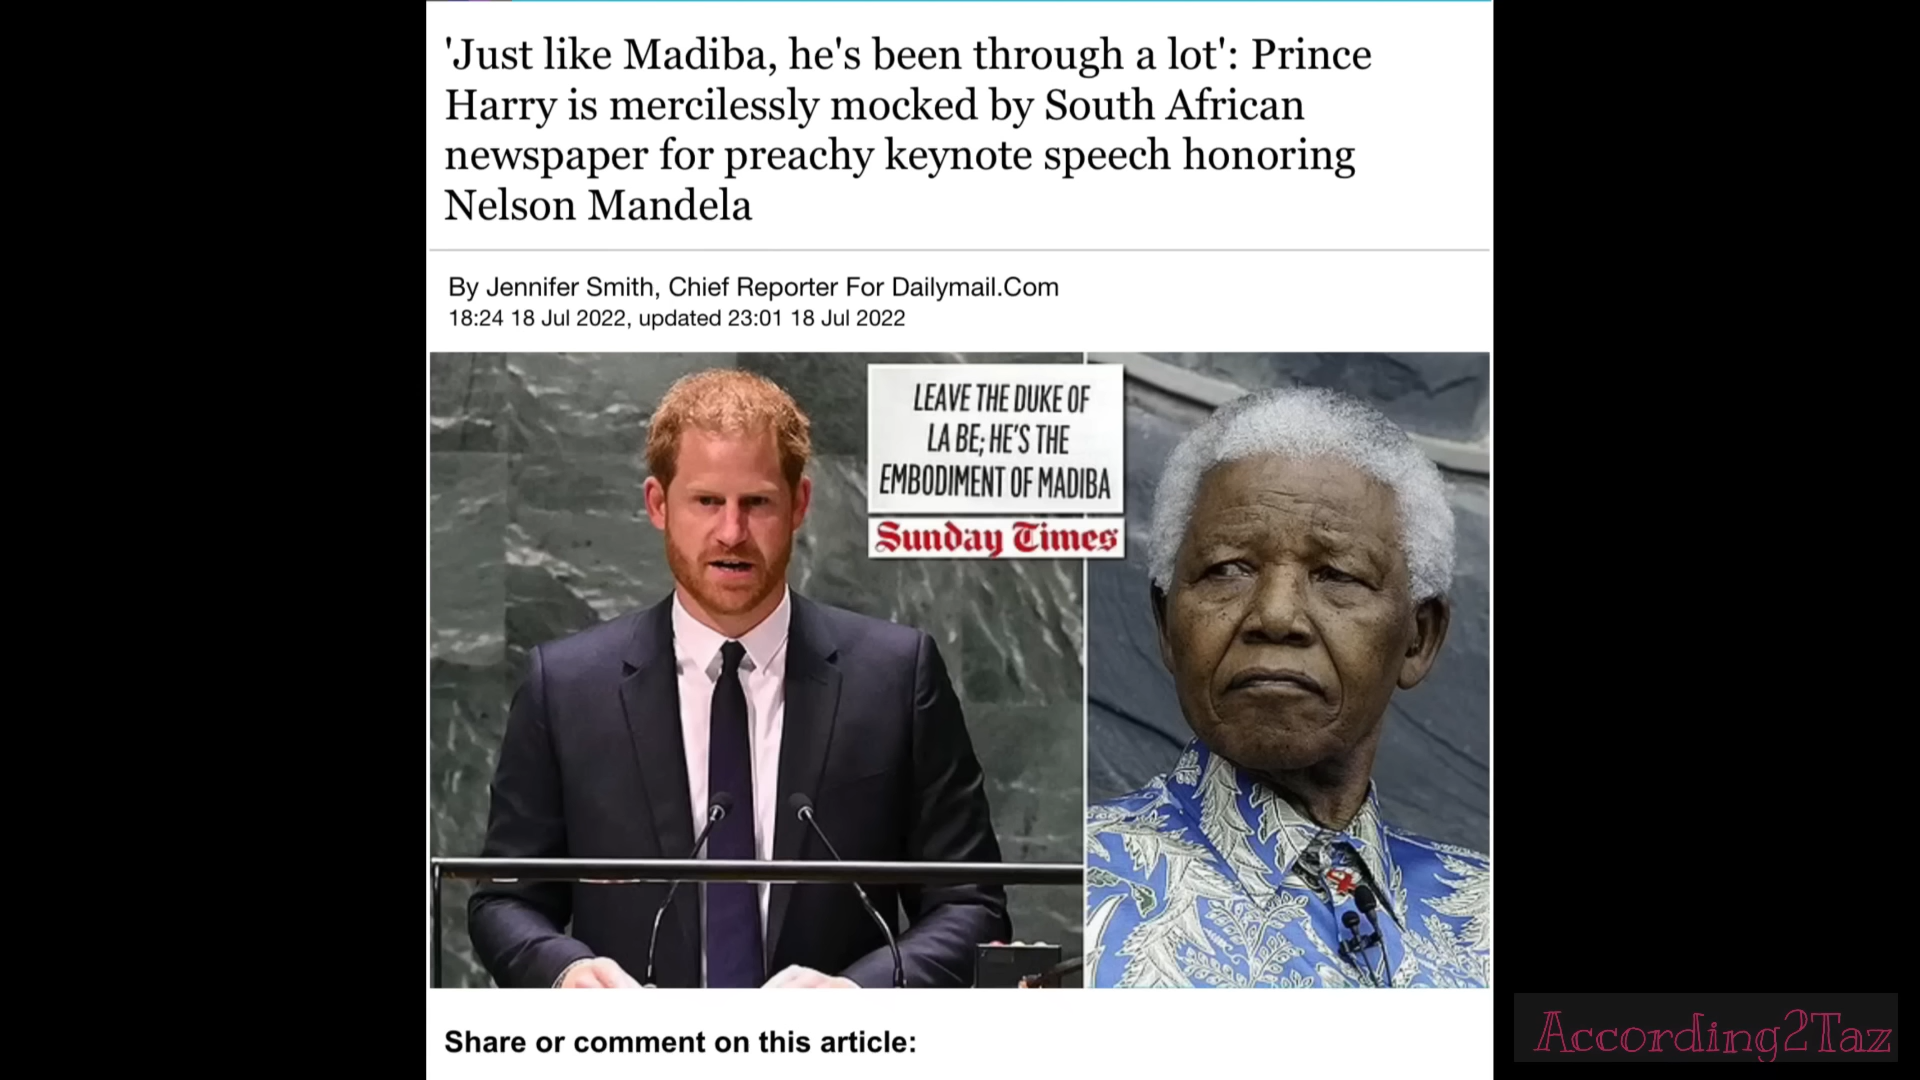 'Just like Madiba, he's been through a lot': Prince
Harry is mercilessly mocked by South African
newspaper for preachy keynote speech honoring
Nelson Mandela
By Jennifer Smith, Chief Reporter For Dailymail.Com
18:24 18 Jul 2022, updated 23:01 18 Jul 2022
LEAVE THE DUKE OF
LA BE; HE'S THE
EMBODIMENT OF MADIBA
Sunday Times
Share or comment on this article:
According2Taz